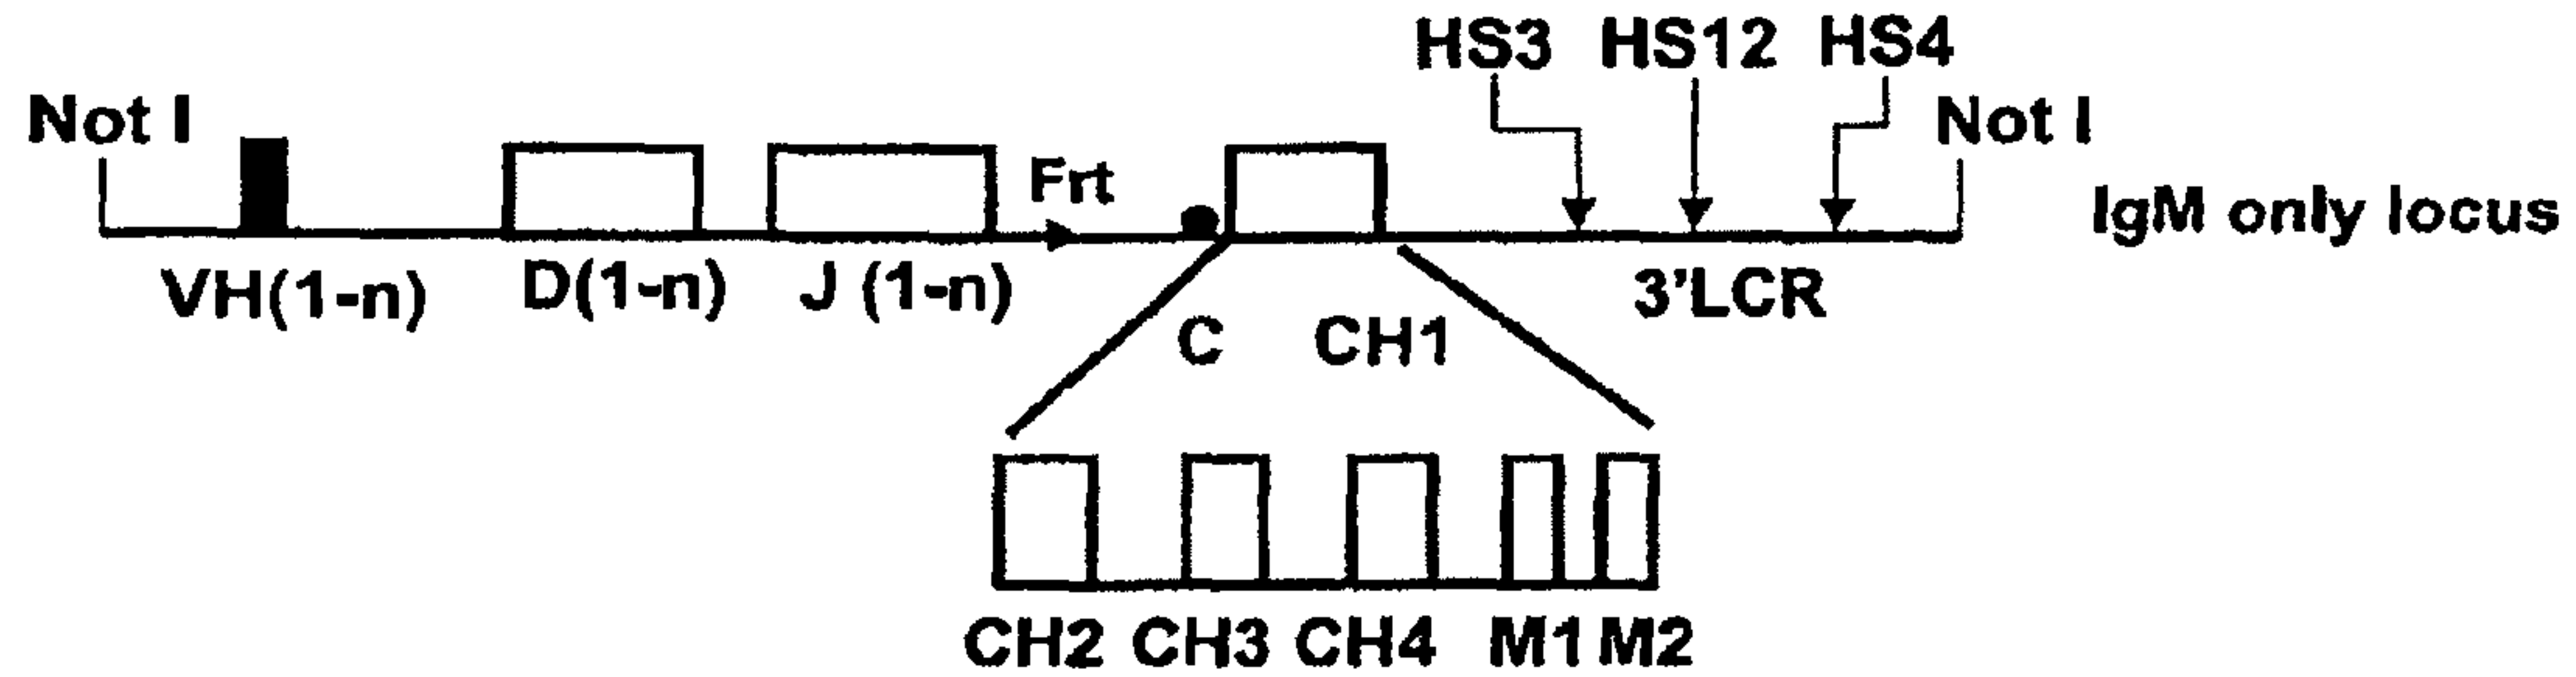 HS3 HS12 HS4
Not I Not I
Frt
IgM only locus
VH(1-n) D(1-n) J (1-n) 3'LCR
C CH1
CH2 CH3 CH4 M1 M2